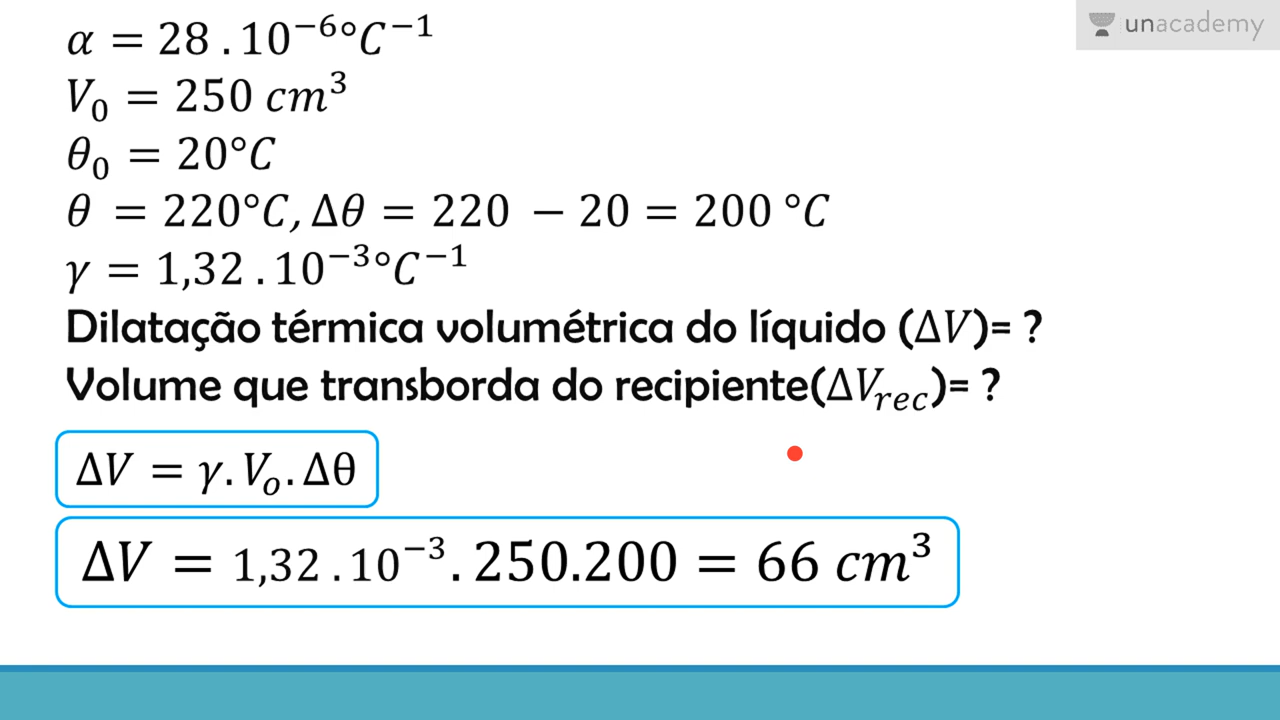 unacademy
α = 28 . 10⁻⁶°C⁻¹
V₀ = 250 cm³
θ₀ = 20°C
θ = 220°C, Δθ = 220 − 20 = 200 °C
γ = 1,32 . 10⁻³°C⁻¹
Dilatação térmica volumétrica do líquido (ΔV)= ?
Volume que transborda do recipiente(ΔV_rec)= ?
ΔV = γ. Vₒ. Δθ
ΔV = 1,32 . 10⁻³. 250.200 = 66 cm³